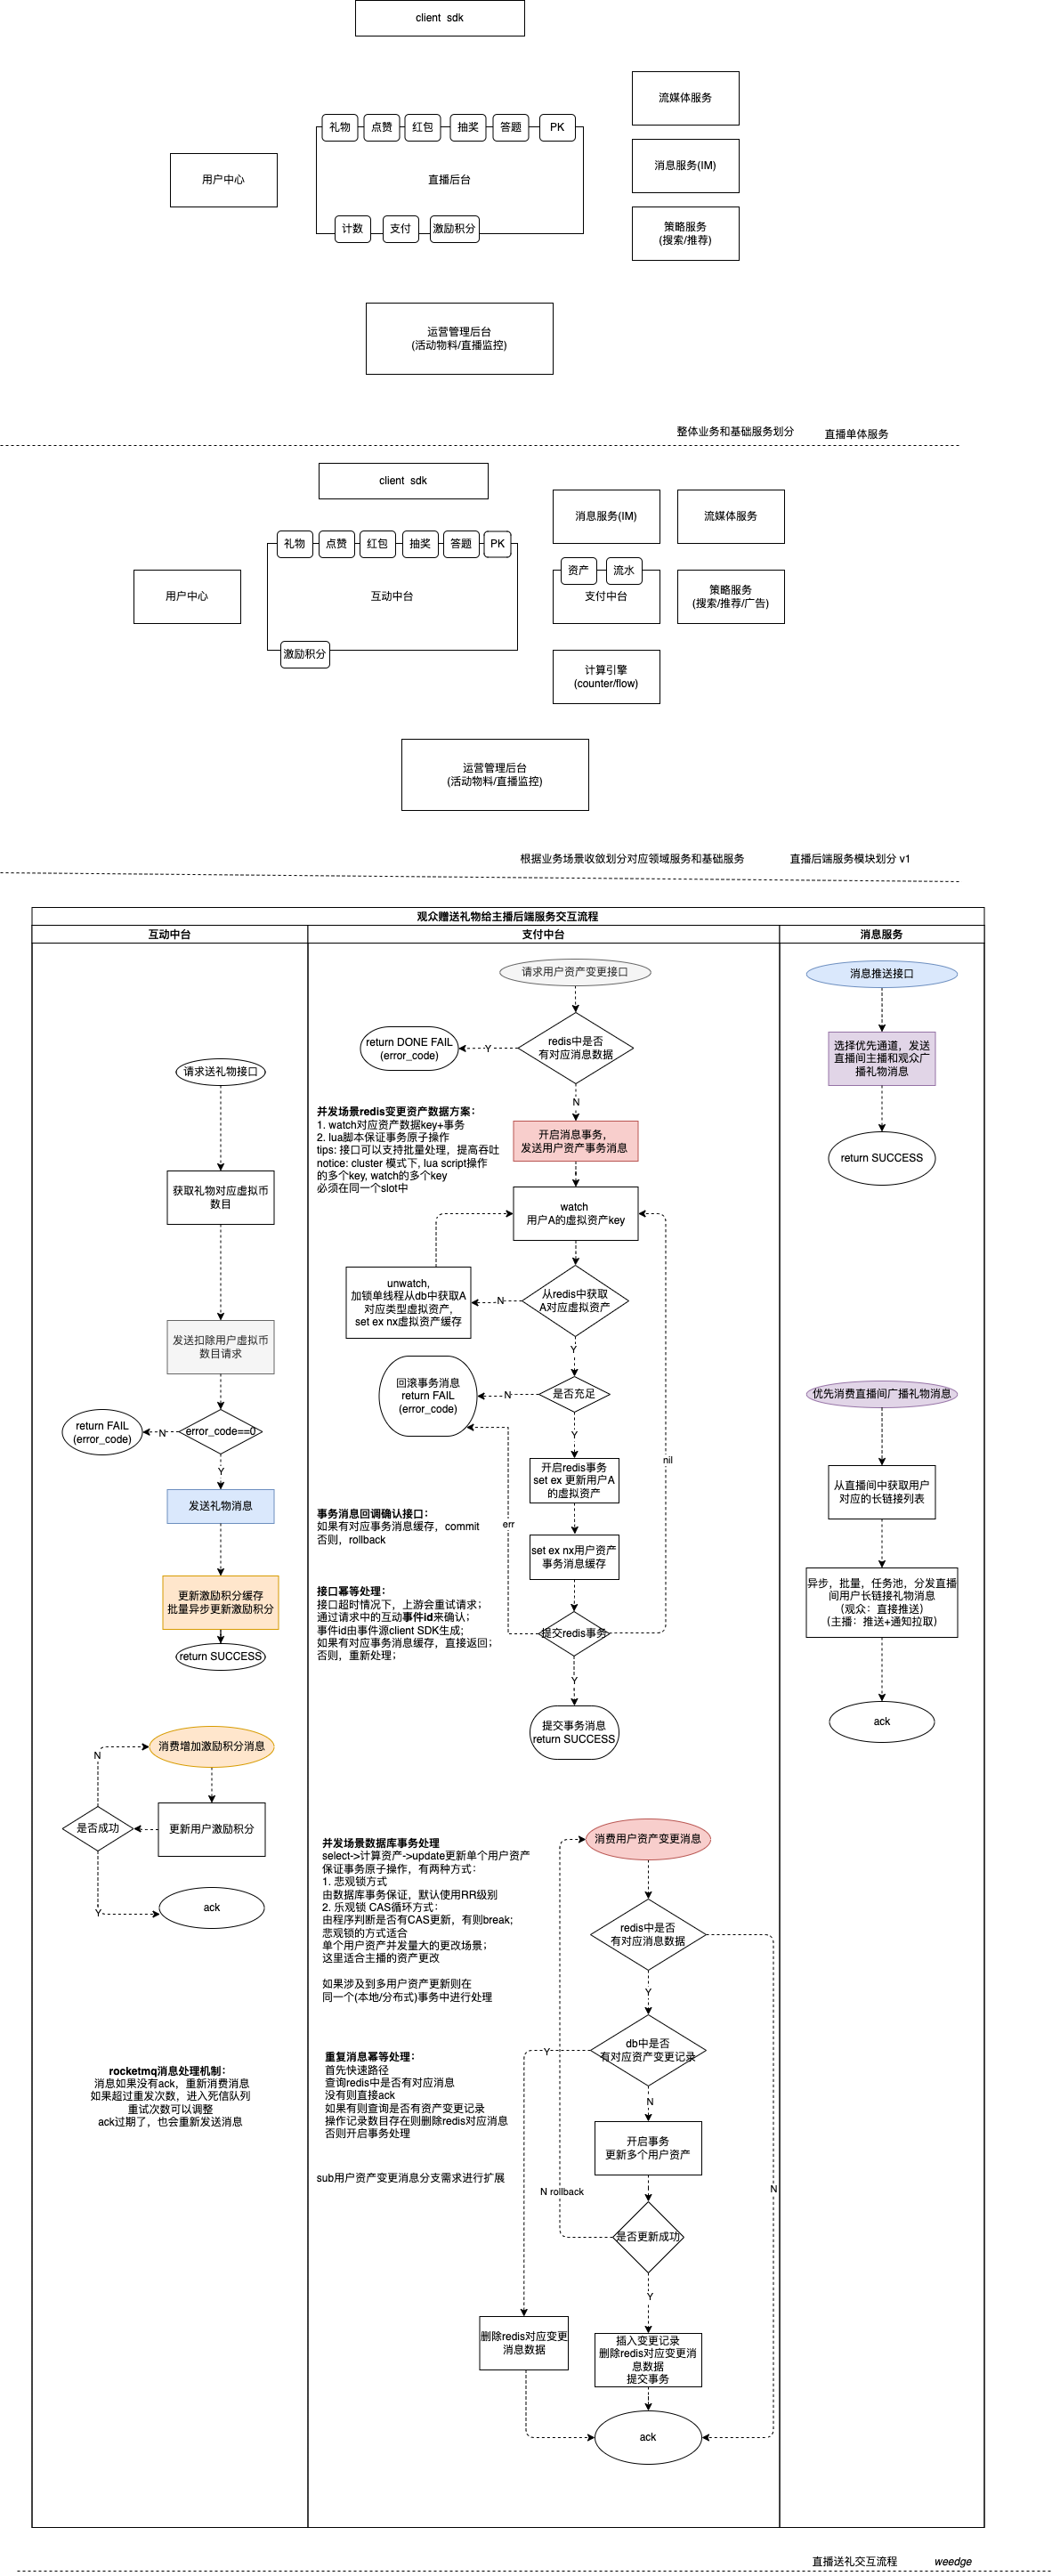 client  sdk
流媒体服务
礼物
点赞
红包
抽奖
答题
PK
消息服务(IM)
用户中心
直播后台
策略服务
(搜索/推荐)
计数
支付
激励积分
运营管理后台
(活动物料/直播监控)
整体业务和基础服务划分
直播单体服务
client  sdk
消息服务(IM)
流媒体服务
礼物
点赞
红包
抽奖
答题
PK
资产
流水
用户中心
互动中台
支付中台
策略服务
(搜索/推荐/广告)
激励积分
计算引擎
(counter/flow)
运营管理后台
(活动物料/直播监控)
根据业务场景收敛划分对应领域服务和基础服务
直播后端服务模块划分 v1
观众赠送礼物给主播后端服务交互流程
互动中台
支付中台
消息服务
请求送礼物接口
获取礼物对应虚拟币
数目
发送扣除用户虚拟币
数目请求
error_code==0
N
return FAIL
(error_code)
Y
发送礼物消息
更新激励积分缓存
批量异步更新激励积分
return SUCCESS
消费增加激励积分消息
N
是否成功
更新用户激励积分
Y
ack
rocketmq消息处理机制：
消息如果没有ack，重新消费消息
如果超过重发次数，进入死信队列
重试次数可以调整
ack过期了，也会重新发送消息
请求用户资产变更接口
redis中是否
有对应消息数据
Y
return DONE FAIL
(error_code)
N
并发场景redis变更资产数据方案：
1. watch对应资产数据key+事务
2. lua脚本保证事务原子操作
tips: 接口可以支持批量处理，提高吞吐
notice: cluster 模式下, lua script操作
的多个key, watch的多个key
必须在同一个slot中
开启消息事务，
发送用户资产事务消息
watch
用户A的虚拟资产key
unwatch,
加锁单线程从db中获取A
对应类型虚拟资产,
set ex nx虚拟资产缓存
N
从redis中获取
A对应虚拟资产
Y
回滚事务消息
return FAIL
(error_code)
N
是否充足
Y
nil
开启redis事务
set ex 更新用户A
的虚拟资产
事务消息回调确认接口：
如果有对应事务消息缓存，commit
否则，rollback
err
set ex nx用户资产
事务消息缓存
接口幂等处理：
接口超时情况下，上游会重试请求；
通过请求中的互动事件id来确认；
事件id由事件源client SDK生成;
如果有对应事务消息缓存，直接返回；
否则，重新处理；
提交redis事务
Y
提交事务消息
return SUCCESS
消费用户资产变更消息
并发场景数据库事务处理
select->计算资产->update更新单个用户资产
保证事务原子操作，有两种方式：
1. 悲观锁方式
由数据库事务保证，默认使用RR级别
2. 乐观锁 CAS循环方式：
由程序判断是否有CAS更新，有则break;
悲观锁的方式适合
单个用户资产并发量大的更改场景；
这里适合主播的资产更改
如果涉及到多用户资产更新则在
同一个(本地/分布式)事务中进行处理
redis中是否
有对应消息数据
Y
db中是否
有对应资产变更记录
Y
重复消息幂等处理：
首先快速路径
查询redis中是否有对应消息
没有则直接ack
如果有则查询是否有资产变更记录
操作记录数目存在则删除redis对应消息
否则开启事务处理
N
开启事务
更新多个用户资产
sub用户资产变更消息分支需求进行扩展
N rollback
N
是否更新成功
Y
删除redis对应变更
消息数据
插入变更记录
删除redis对应变更消
息数据
提交事务
ack
消息推送接口
选择优先通道，发送
直播间主播和观众广
播礼物消息
return SUCCESS
优先消费直播间广播礼物消息
从直播间中获取用户
对应的长链接列表
异步，批量，任务池，分发直播
间用户长链接礼物消息
(观众：直接推送)
(主播：推送+通知拉取)
ack
直播送礼交互流程
weedge